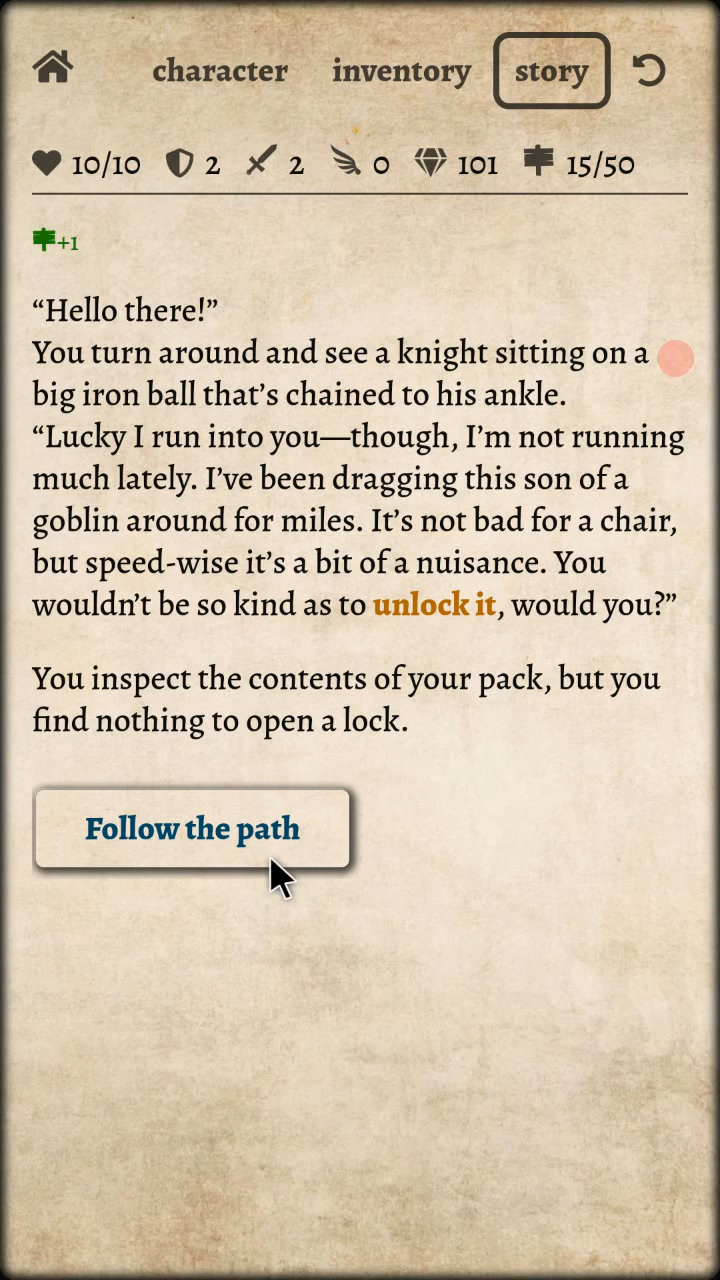 character inventory story
10/10 2 2 0 101 15/50
+1
“Hello there!”
You turn around and see a knight sitting on a
big iron ball that’s chained to his ankle.
“Lucky I run into you—though, I’m not running
much lately. I’ve been dragging this son of a
goblin around for miles. It’s not bad for a chair,
but speed-wise it’s a bit of a nuisance. You
wouldn’t be so kind as to unlock it, would you?”
You inspect the contents of your pack, but you
find nothing to open a lock.
Follow the path